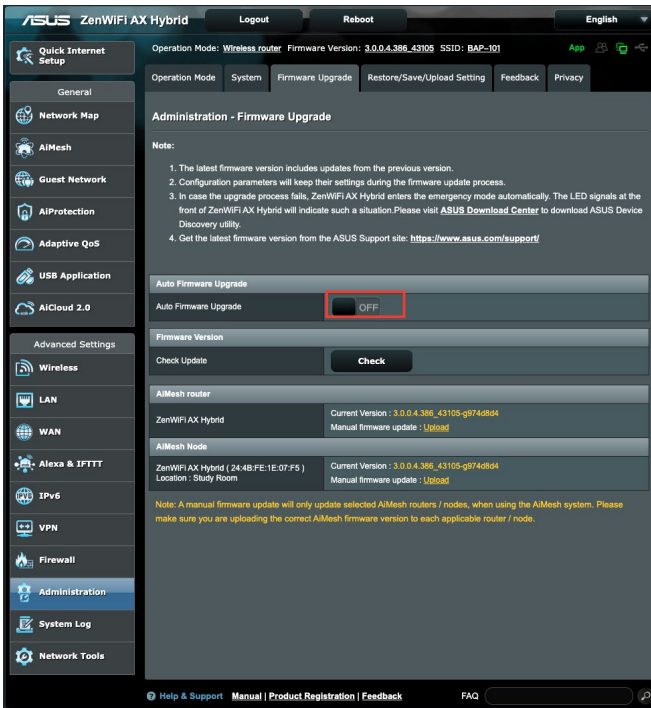 ASUS ZenWiFi AX Hybrid Logout Reboot English
Quick Internet Setup
General
Network Map
AiMesh
Guest Network
AiProtection
Adaptive QoS
USB Application
AiCloud 2.0
Advanced Settings
Wireless
LAN
WAN
Alexa & IFTTT
IPv6
VPN
Firewall
Administration
System Log
Network Tools
Operation Mode: Wireless router Firmware Version: 3.0.0.4.386_43105 SSID: BAP-101 App
Operation Mode System Firmware Upgrade Restore/Save/Upload Setting Feedback Privacy
Administration - Firmware Upgrade
Note:
1. The latest firmware version includes updates from the previous version.
2. Configuration parameters will keep their settings during the firmware update process.
3. In case the upgrade process fails, ZenWiFi AX Hybrid enters the emergency mode automatically. The LED signals at the
front of ZenWiFi AX Hybrid will indicate such a situation.Please visit ASUS Download Center to download ASUS Device
Discovery utility.
4. Get the latest firmware version from the ASUS Support site: https://www.asus.com/support/
Auto Firmware Upgrade
Auto Firmware Upgrade OFF
Firmware Version
Check Update Check
AiMesh router
ZenWiFi AX Hybrid
Current Version : 3.0.0.4.386_43105-g974d8d4
Manual firmware update : Upload
AiMesh Node
ZenWiFi AX Hybrid ( 24:4B:FE:1E:07:F5 )
Location : Study Room
Current Version : 3.0.0.4.386_43105-g974d8d4
Manual firmware update : Upload
Note: A manual firmware update will only update selected AiMesh routers / nodes, when using the AiMesh system. Please
make sure you are uploading the correct AiMesh firmware version to each applicable router / node.
Help & Support Manual | Product Registration | Feedback FAQ